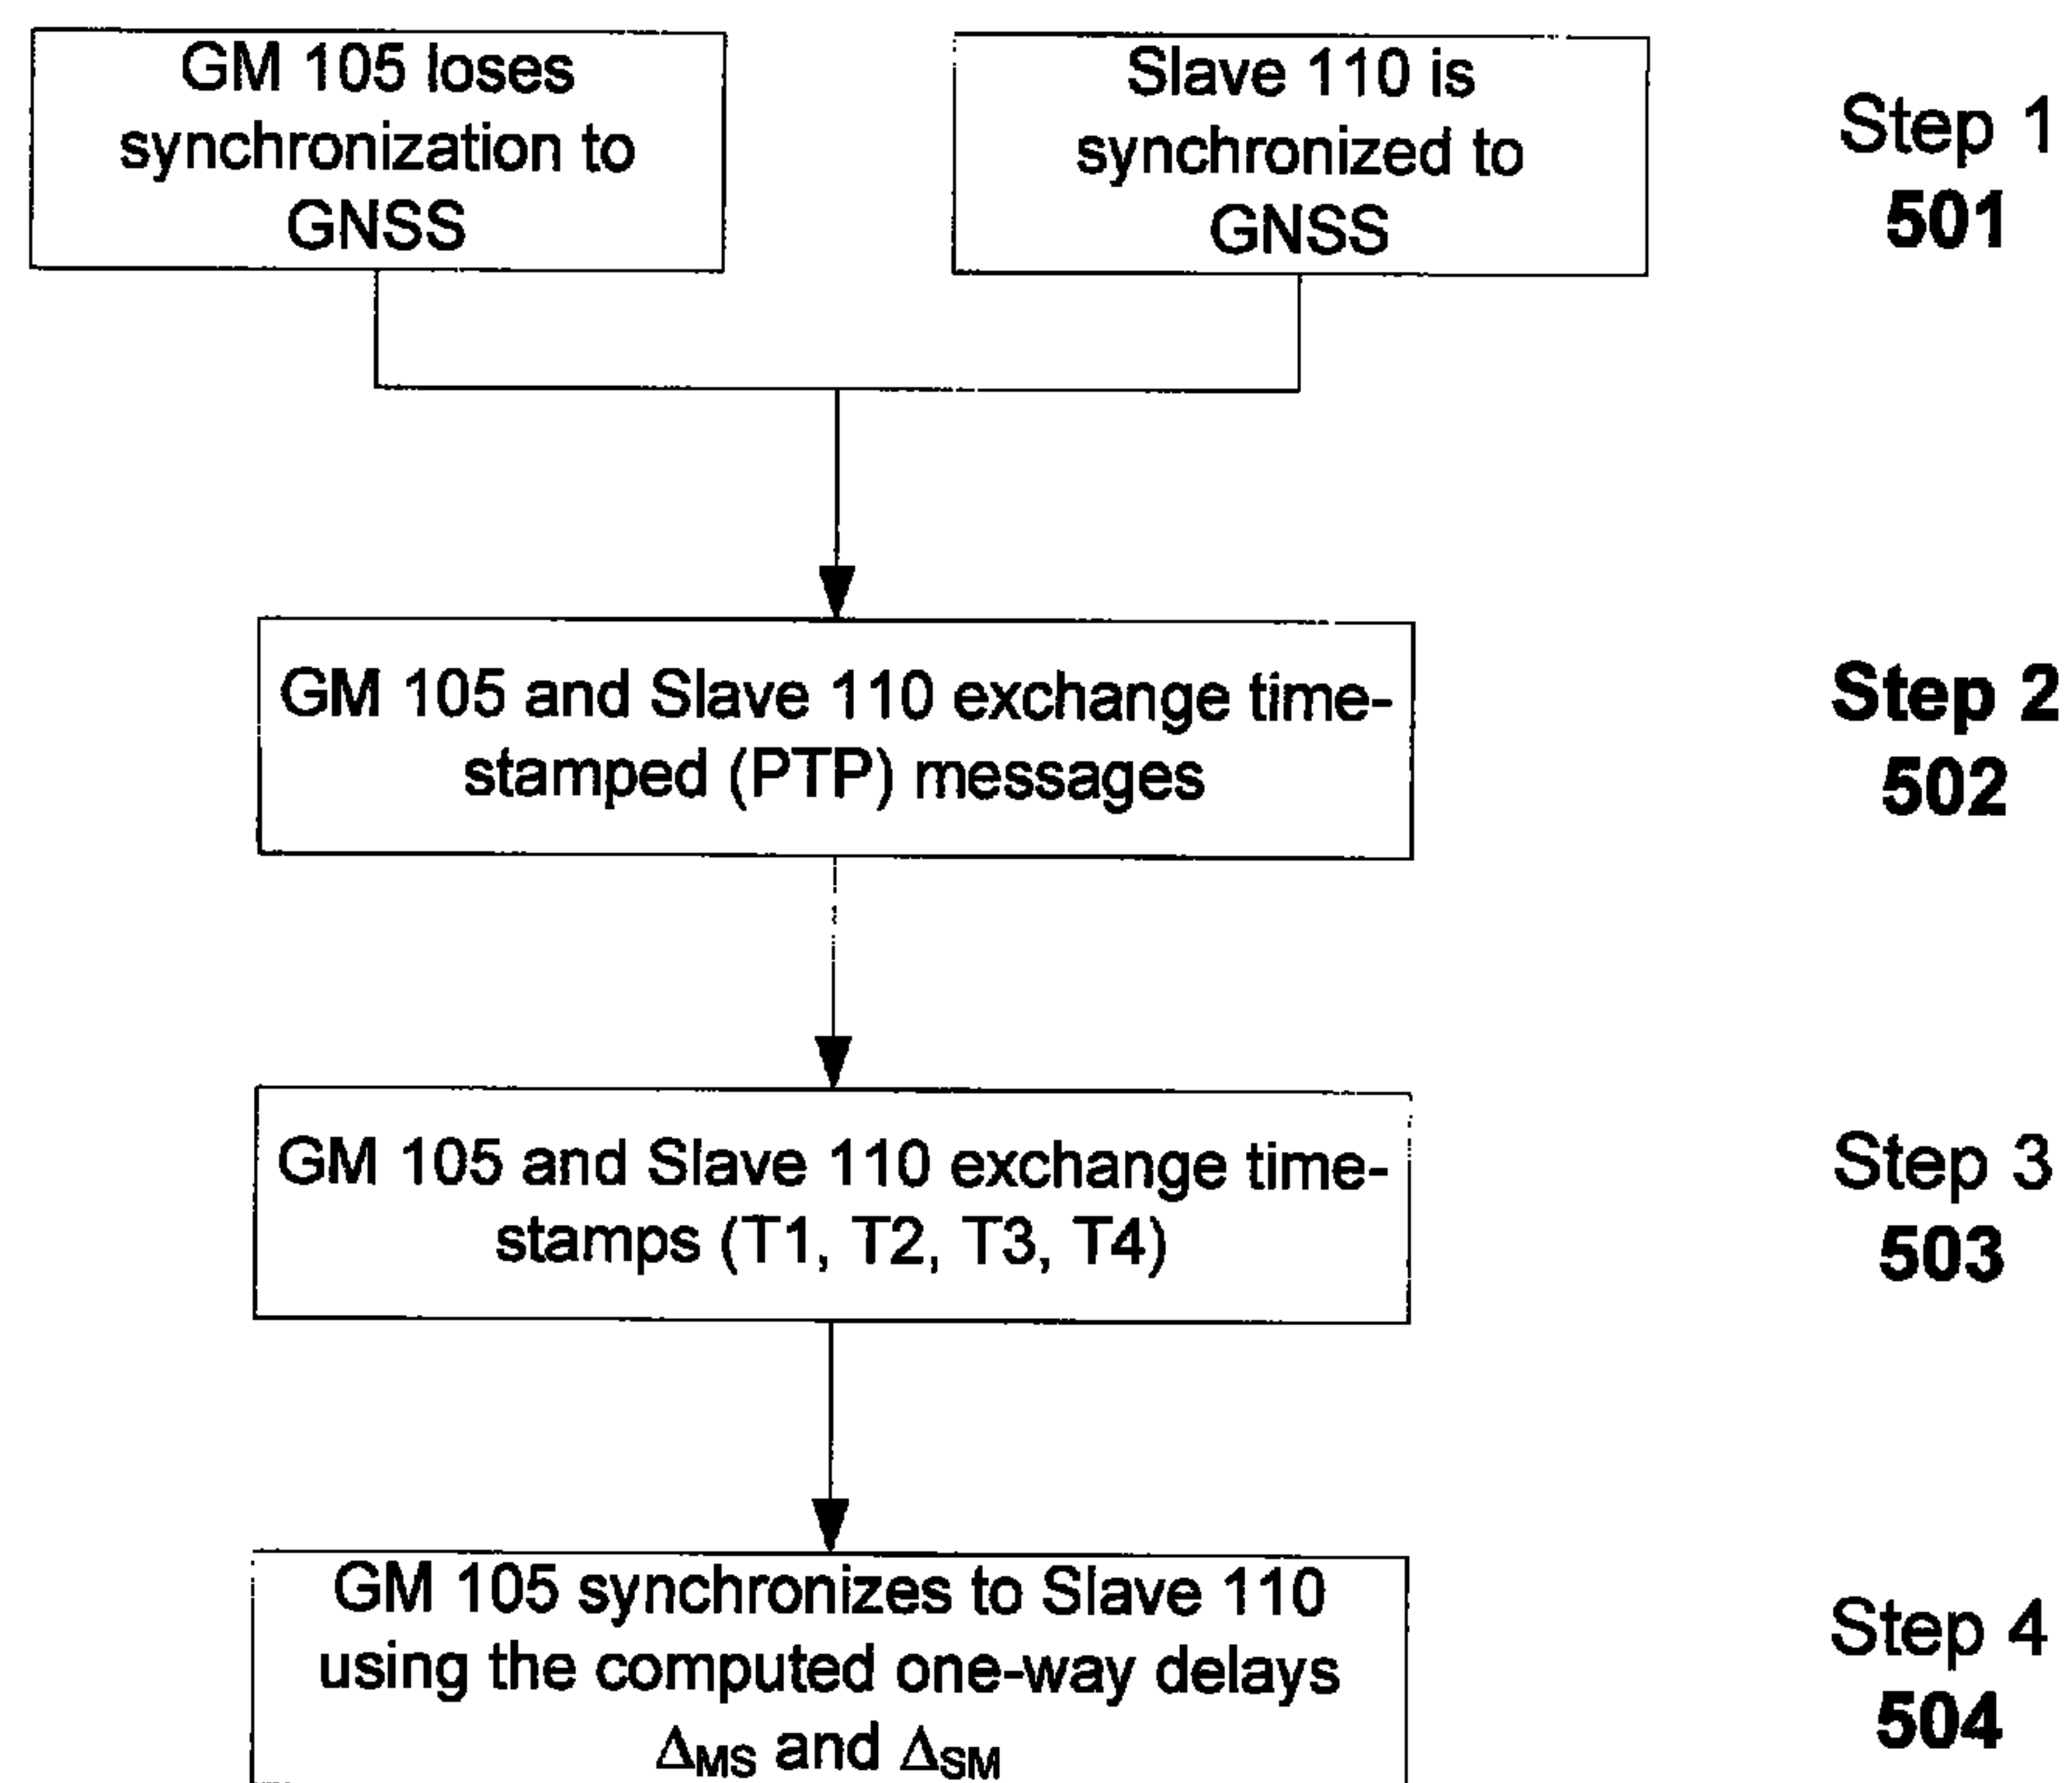 GM 105 loses
synchronization to
GNSS
Slave 110 is
synchronized to
GNSS
Step 1
501
GM 105 and Slave 110 exchange time-
stamped (PTP) messages
Step 2
502
GM 105 and Slave 110 exchange time-
stamps (T1, T2, T3, T4)
Step 3
503
GM 105 synchronizes to Slave 110
using the computed one-way delays
ΔMS and ΔSM
Step 4
504